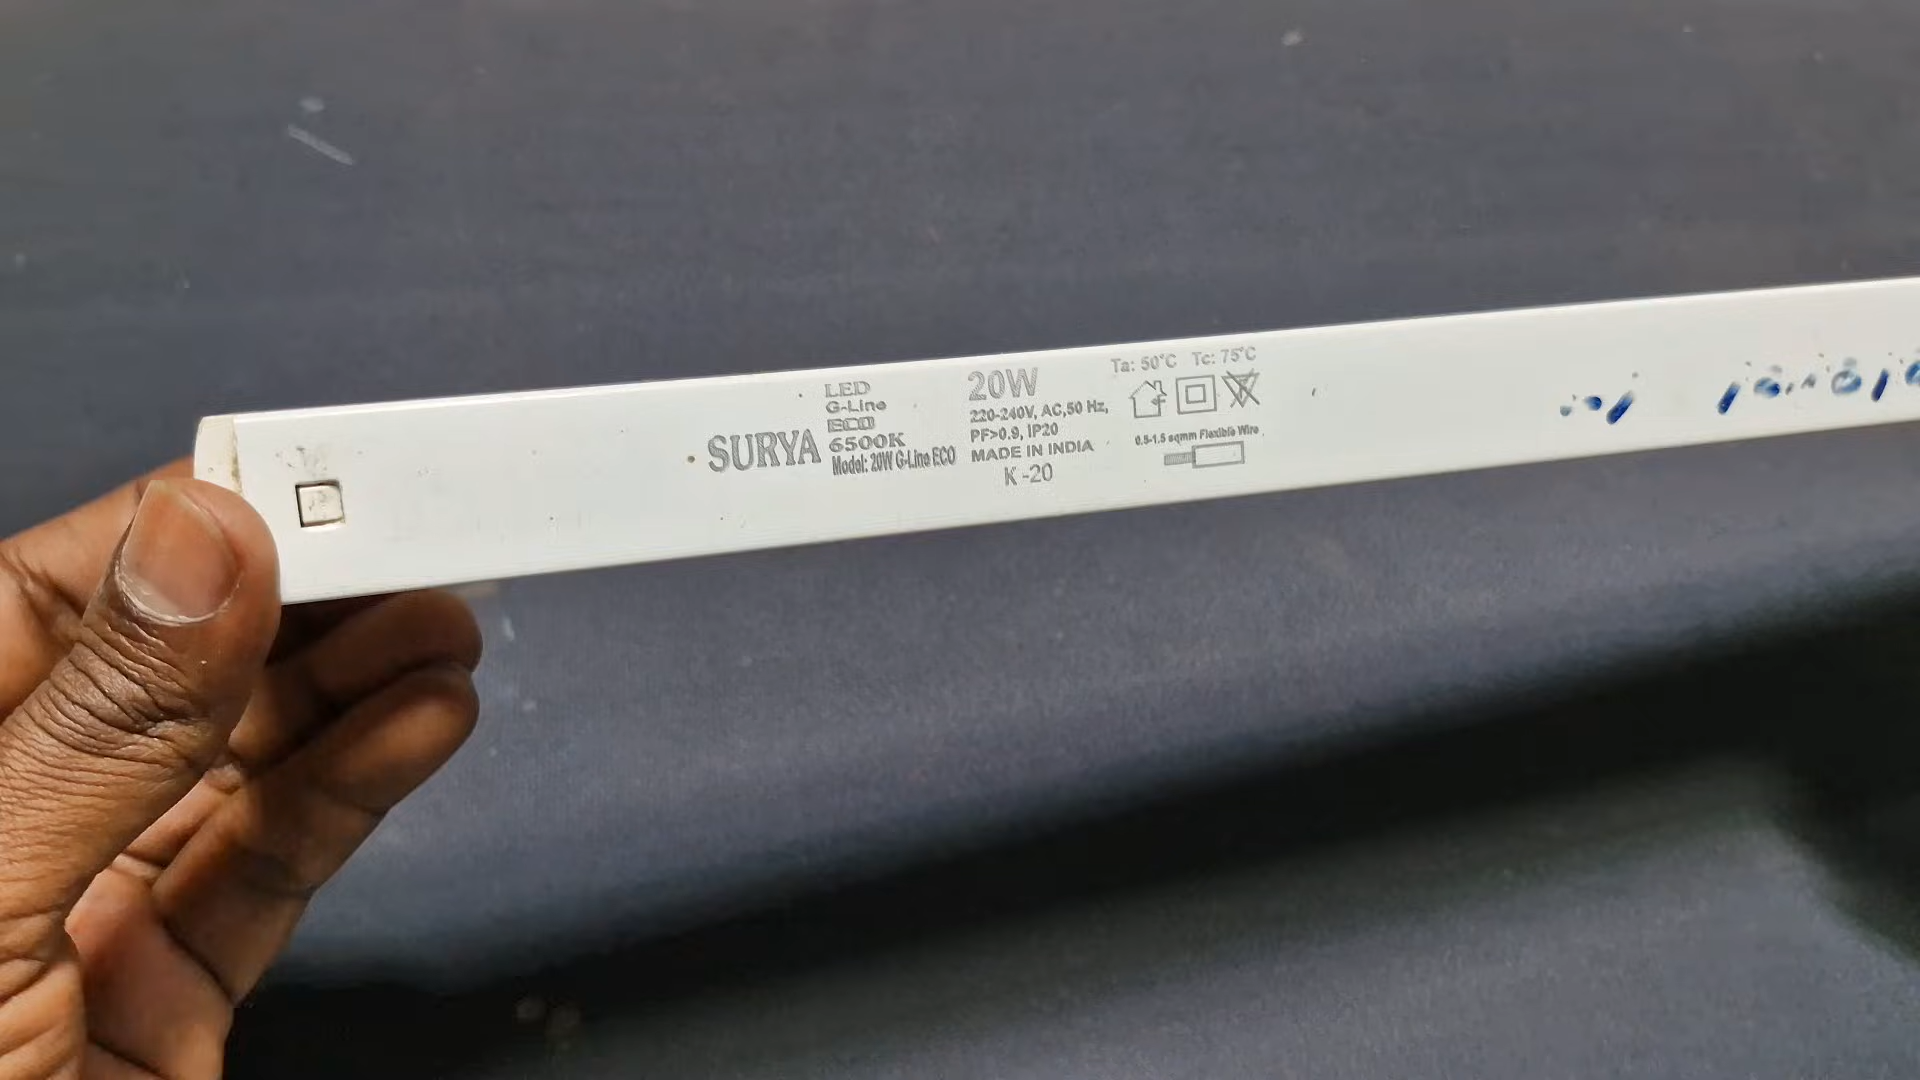 SURYA
LED
G-Line
ECO
6500K
Model: 20W G-Line ECO
20W
220-240V, AC,50 Hz,
PF>0.9, IP20
MADE IN INDIA
K-20
Ta: 50°C Tc: 75°C
0.5-1.5 sqmm Flexible Wire